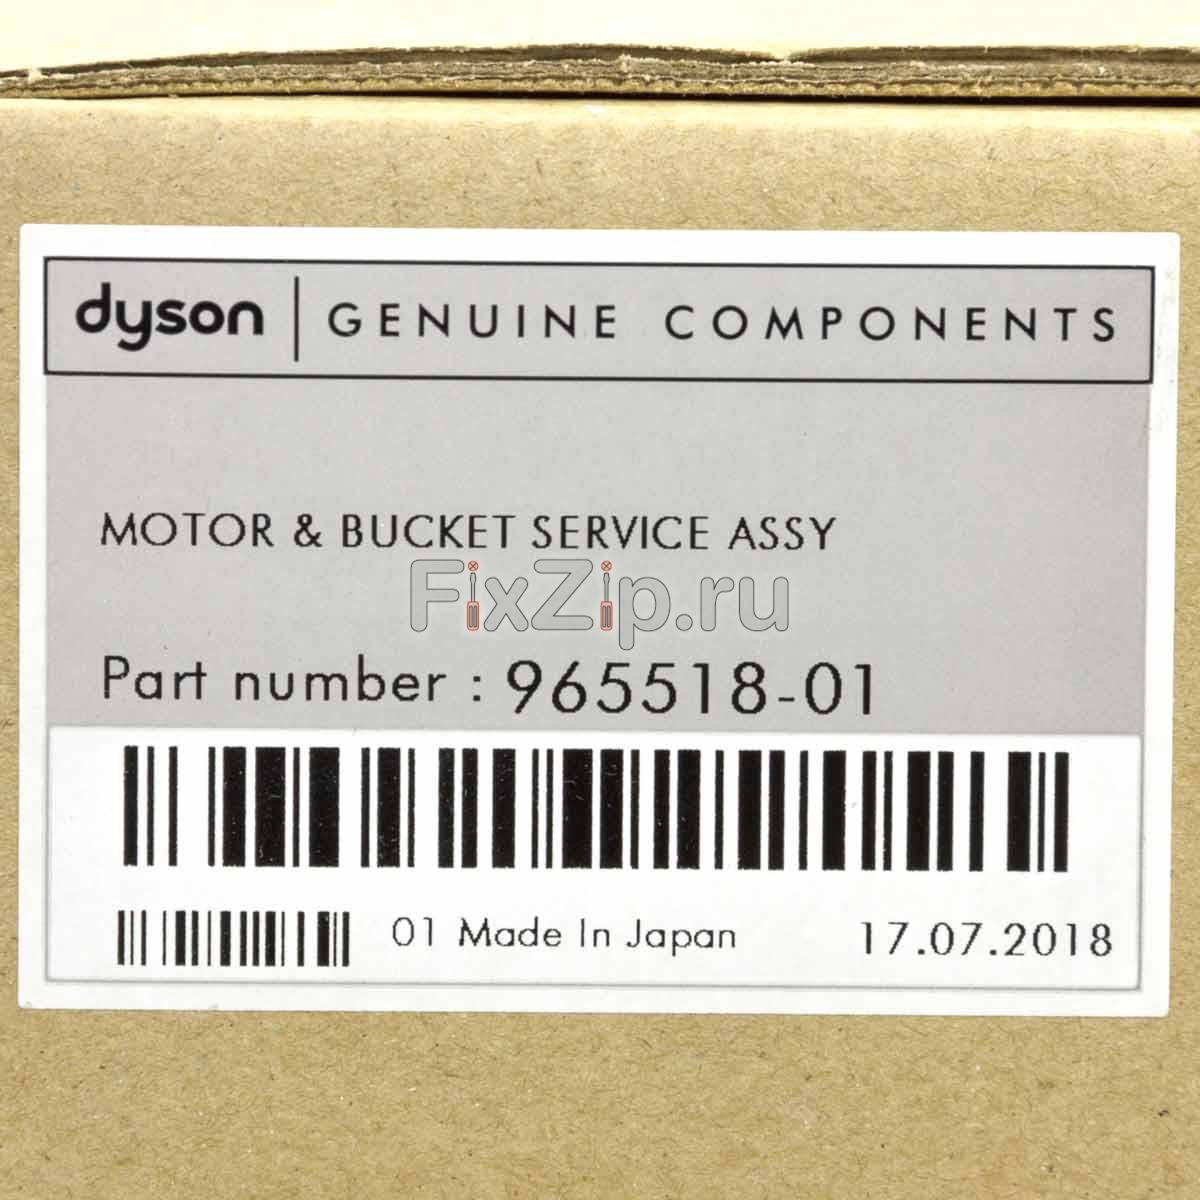 dyson | GENUINE COMPONENTS
MOTOR & BUCKET SERVICE ASSY
FixZip.ru
Part number : 965518-01
01 Made In Japan 17.07.2018